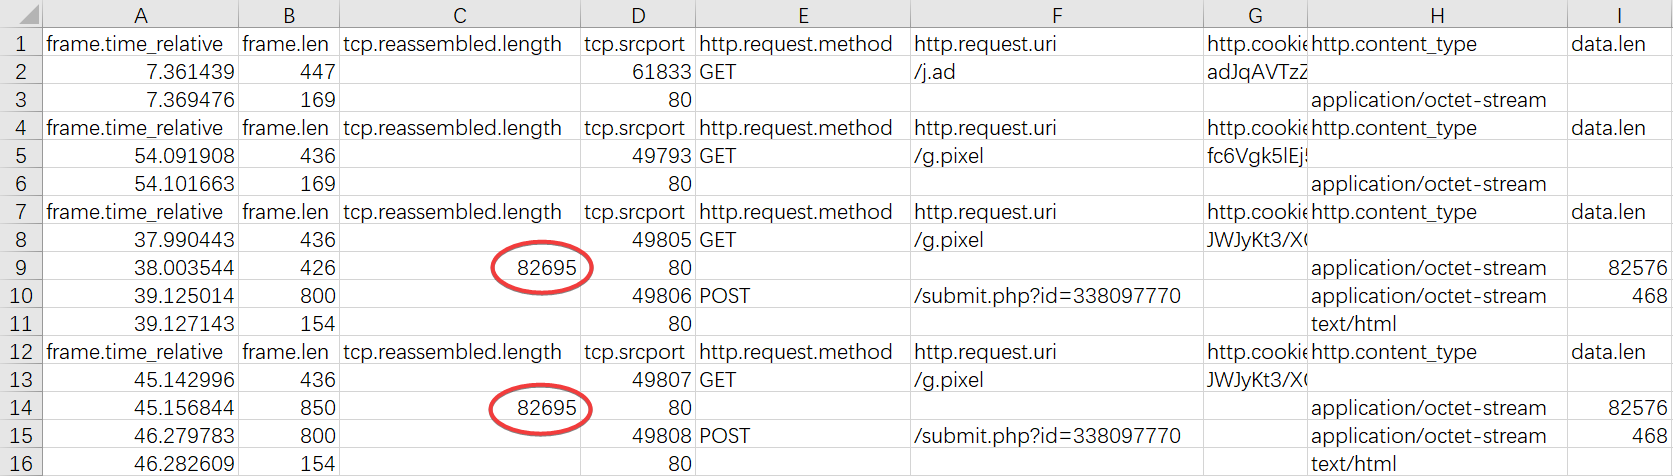 A B C D E F G H I
1 frame.time_relative frame.len tcp.reassembled.length tcp.srcport http.request.method http.request.uri http.cookie http.content_type data.len
2 7.361439 447 61833 GET /j.ad adJqAVTzZ
3 7.369476 169 80 application/octet-stream
4 frame.time_relative frame.len tcp.reassembled.length tcp.srcport http.request.method http.request.uri http.cookie http.content_type data.len
5 54.091908 436 49793 GET /g.pixel fc6Vgk5lEj5
6 54.101663 169 80 application/octet-stream
7 frame.time_relative frame.len tcp.reassembled.length tcp.srcport http.request.method http.request.uri http.cookie http.content_type data.len
8 37.990443 436 49805 GET /g.pixel JWJyKt3/X
9 38.003544 426 82695 80 application/octet-stream 82576
10 39.125014 800 49806 POST /submit.php?id=338097770 application/octet-stream 468
11 39.127143 154 80 text/html
12 frame.time_relative frame.len tcp.reassembled.length tcp.srcport http.request.method http.request.uri http.cookie http.content_type data.len
13 45.142996 436 49807 GET /g.pixel JWJyKt3/X
14 45.156844 850 82695 80 application/octet-stream 82576
15 46.279783 800 49808 POST /submit.php?id=338097770 application/octet-stream 468
16 46.282609 154 80 text/html